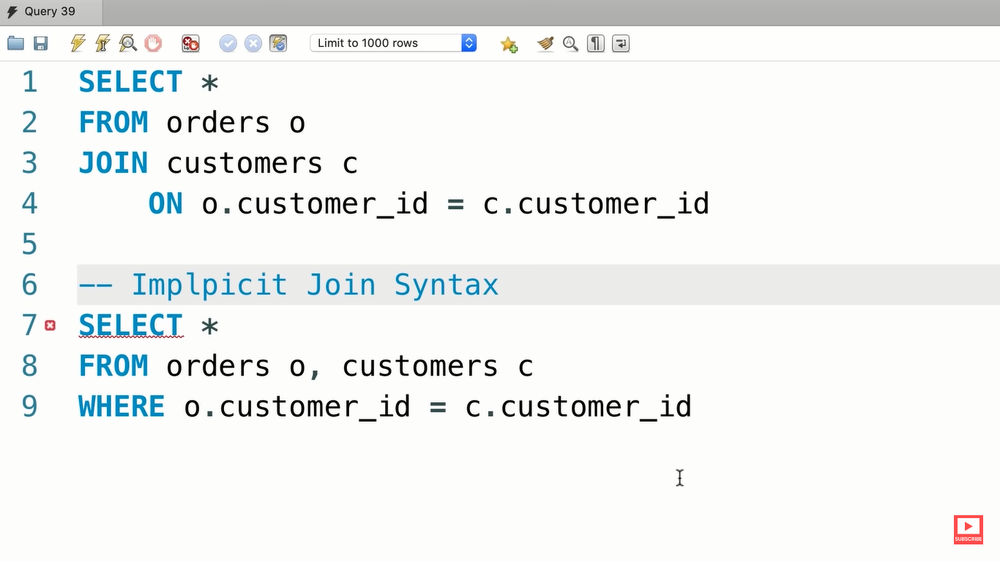 Query 39
Limit to 1000 rows
1 SELECT *
2 FROM orders o
3 JOIN customers c
4     ON o.customer_id = c.customer_id
5
6 -- Implpicit Join Syntax
7 SELECT *
8 FROM orders o, customers c
9 WHERE o.customer_id = c.customer_id
SUBSCRIBE